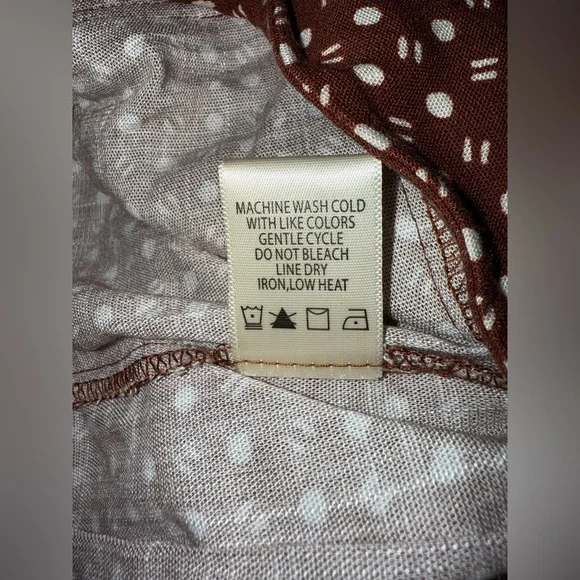 MACHINE WASH COLD
WITH LIKE COLORS
GENTLE CYCLE
DO NOT BLEACH
LINE DRY
IRON,LOW HEAT